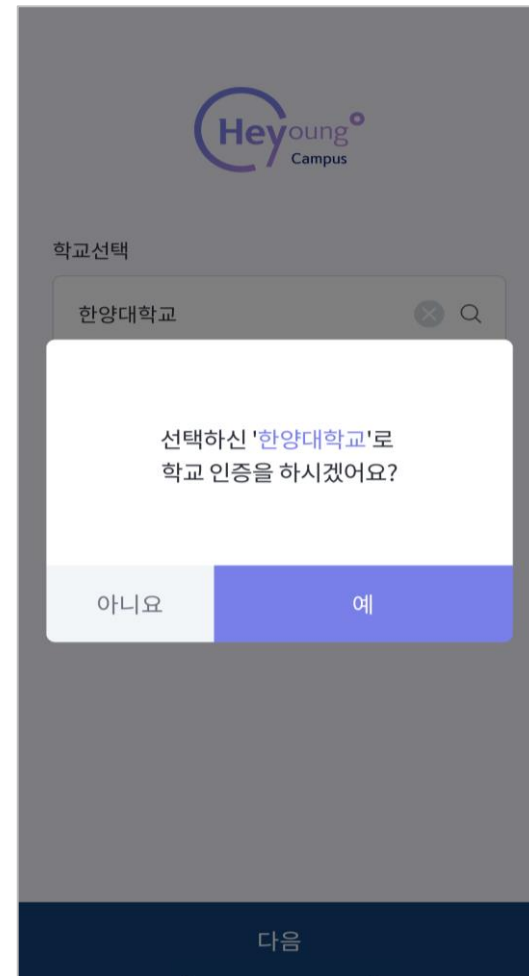 Heyoung
Campus
학교선택
한양대학교
선택하신 '한양대학교'로
학교 인증을 하시겠어요?
아니요 예
다음